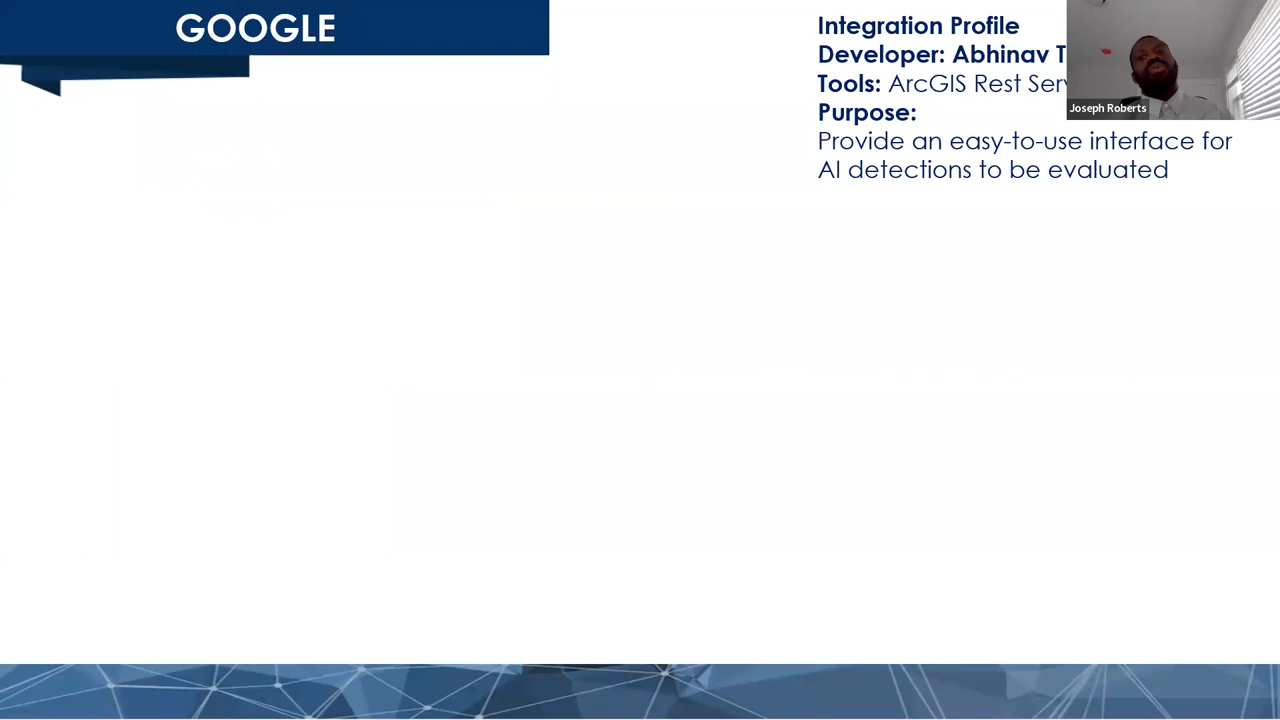 GOOGLE
Integration Profile
Developer: Abhinav
Tools: ArcGIS Rest
Purpose:
Provide an easy-to-use interface for
AI detections to be evaluated
Joseph Roberts